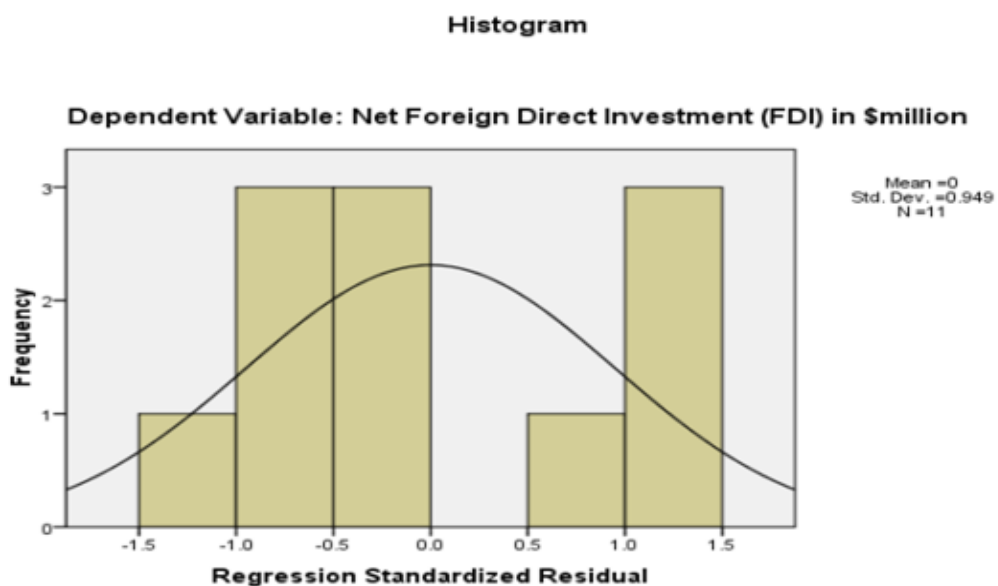 Histogram
Dependent Variable: Net Foreign Direct Investment (FDI) in $million
Mean =0
Std. Dev. =0.949
N =11
Frequency
3
2
1
0
-1.5 -1.0 -0.5 0.0 0.5 1.0 1.5
Regression Standardized Residual